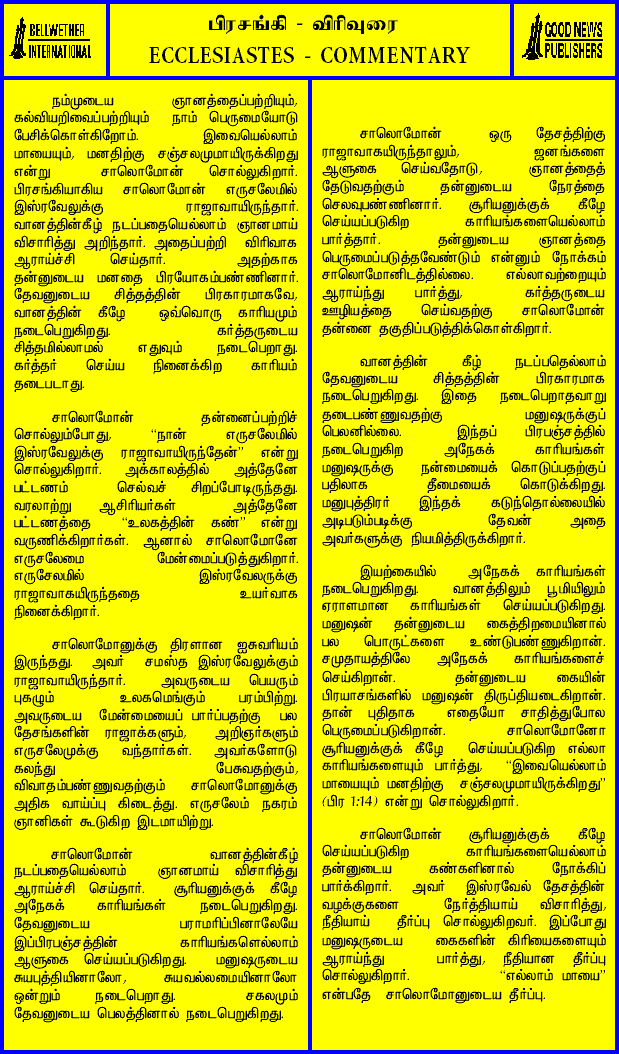 BELLWETHER
INTERNATIONAL
பிரசங்கி - விரிவுரை
ECCLESIASTES - COMMENTARY
GOOD NEWS
PUBLISHERS
நம்முடைய ஞானத்தைப்பற்றியும்,
கல்வியறிவைப்பற்றியும் நாம் பெருமையோடு
பேசிக்கொள்கிறோம். இவையெல்லாம்
மாயையும், மனதிற்கு சஞ்சலமுமாயிருக்கிறது
என்று சாலொமோன் சொல்லுகிறார்.
பிரசங்கியாகிய சாலொமோன் எருசலேமில்
இஸ்ரவேலுக்கு ராஜாவாயிருந்தார்.
வானத்தின்கீழ் நடப்பதையெல்லாம் ஞானமாய்
விசாரித்து அறிந்தார். அதைப்பற்றி விரிவாக
ஆராய்ச்சி செய்தார். அதற்காக
தன்னுடைய மனதை பிரயோகம்பண்ணினார்.
தேவனுடைய சித்தத்தின் பிரகாரமாகவே,
வானத்தின் கீழே ஒவ்வொரு காரியமும்
நடைபெறுகிறது. கர்த்தருடைய
சித்தமில்லாமல் எதுவும் நடைபெறாது.
கர்த்தர் செய்ய நினைக்கிற காரியம்
தடைபடாது.
சாலொமோன் தன்னைப்பற்றிச்
சொல்லும்போது, "நான் எருசலேமில்
இஸ்ரவேலுக்கு ராஜாவாயிருந்தேன்" என்று
சொல்லுகிறார். அக்காலத்தில் அத்தேனே
பட்டணம் செல்வச் சிறப்போடிருந்தது.
வரலாற்று ஆசிரியர்கள் அத்தேனே
பட்டணத்தை "உலகத்தின் கண்" என்று
வருணிக்கிறார்கள். ஆனால் சாலொமோனே
எருசலேமை மேன்மைப்படுத்துகிறார்.
எருசேலமில் இஸ்ரவேலருக்கு
ராஜாவாகயிருந்ததை உயர்வாக
நினைக்கிறார்.
சாலொமோனுக்கு திரளான ஐசுவரியம்
இருந்தது. அவர் சமஸ்த இஸ்ரவேலுக்கும்
ராஜாவாயிருந்தார். அவருடைய பெயரும்
புகழும் உலகமெங்கும் பரம்பிற்று.
அவருடைய மேன்மையைப் பார்ப்பதற்கு பல
தேசங்களின் ராஜாக்களும், அறிஞர்களும்
எருசலேமுக்கு வந்தார்கள். அவர்களோடு
கலந்து பேசுவதற்கும்,
விவாதம்பண்ணுவதற்கும் சாலொமோனுக்கு
அதிக வாய்ப்பு கிடைத்து. எருசலேம் நகரம்
ஞானிகள் கூடுகிற இடமாயிற்று.
சாலொமோன் வானத்தின்கீழ்
நடப்பதையெல்லாம் ஞானமாய் விசாரித்து
ஆராய்ச்சி செய்தார். சூரியனுக்குக் கீழே
அநேகக் காரியங்கள் நடைபெறுகிறது.
தேவனுடைய பராமரிப்பினாலேயே
இப்பிரபஞ்சத்தின் காரியங்களெல்லாம்
ஆளுகை செய்யப்படுகிறது. மனுஷருடைய
சுயபுத்தியினாலோ, சுயவல்லமையினாலோ
ஒன்றும் நடைபெறாது. சகலமும்
தேவனுடைய பெலத்தினால் நடைபெறுகிறது.
சாலொமோன் ஒரு தேசத்திற்கு
ராஜாவாகயிருந்தாலும், ஜனங்களை
ஆளுகை செய்வதோடு, ஞானத்தைத்
தேடுவதற்கும் தன்னுடைய நேரத்தை
செலவுபண்ணினார். சூரியனுக்குக் கீழே
செய்யப்படுகிற காரியங்களையெல்லாம்
பார்த்தார். தன்னுடைய ஞானத்தை
பெருமைப்படுத்தவேண்டும் என்னும் நோக்கம்
சாலொமோனிடத்தில்லை. எல்லாவற்றையும்
ஆராய்ந்து பார்த்து, கர்த்தருடைய
ஊழியத்தை செய்வதற்கு சாலொமோன்
தன்னை தகுதிப்படுத்திக்கொள்கிறார்.
வானத்தின் கீழ் நடப்பதெல்லாம்
தேவனுடைய சித்தத்தின் பிரகாரமாக
நடைபெறுகிறது. இதை நடைபெறாதவாறு
தடைபண்ணுவதற்கு மனுஷருக்குப்
பெலனில்லை. இந்தப் பிரபஞ்சத்தில்
நடைபெறுகிற அநேகக் காரியங்கள்
மனுஷருக்கு நன்மையைக் கொடுப்பதற்குப்
பதிலாக தீமையைக் கொடுக்கிறது.
மனுபுத்திரர் இந்தக் கடுந்தொல்லையில்
அடிபடும்படிக்கு தேவன் அதை
அவர்களுக்கு நியமித்திருக்கிறார்.
இயற்கையில் அநேகக் காரியங்கள்
நடைபெறுகிறது. வானத்திலும் பூமியிலும்
ஏராளமான காரியங்கள் செய்யப்படுகிறது.
மனுஷன் தன்னுடைய கைத்திறமையினால்
பல பொருட்களை உண்டுபண்ணுகிறான்.
சமுதாயத்திலே அநேகக் காரியங்களைச்
செய்கிறான். தன்னுடைய கையின்
பிரயாசங்களில் மனுஷன் திருப்தியடைகிறான்.
தான் புதிதாக எதையோ சாதித்துபோல
பெருமைப்படுகிறான். சாலொமோனோ
சூரியனுக்குக் கீழே செய்யப்படுகிற எல்லா
காரியங்களையும் பார்த்து, "இவையெல்லாம்
மாயையும் மனதிற்கு சஞ்சலமுமாயிருக்கிறது"
(பிர 1:14) என்று சொல்லுகிறார்.
சாலொமோன் சூரியனுக்குக் கீழே
செய்யப்படுகிற காரியங்களையெல்லாம்
தன்னுடைய கண்களினால் நோக்கிப்
பார்க்கிறார். அவர் இஸ்ரவேல் தேசத்தின்
வழக்குகளை நேர்த்தியாய் விசாரித்து,
நீதியாய் தீர்ப்பு சொல்லுகிறவர். இப்போது
மனுஷருடைய கைகளின் கிரியைகளையும்
ஆராய்ந்து பார்த்து, நீதியான தீர்ப்பு
சொல்லுகிறார். "எல்லாம் மாயை"
என்பதே சாலொமோனுடைய தீர்ப்பு.